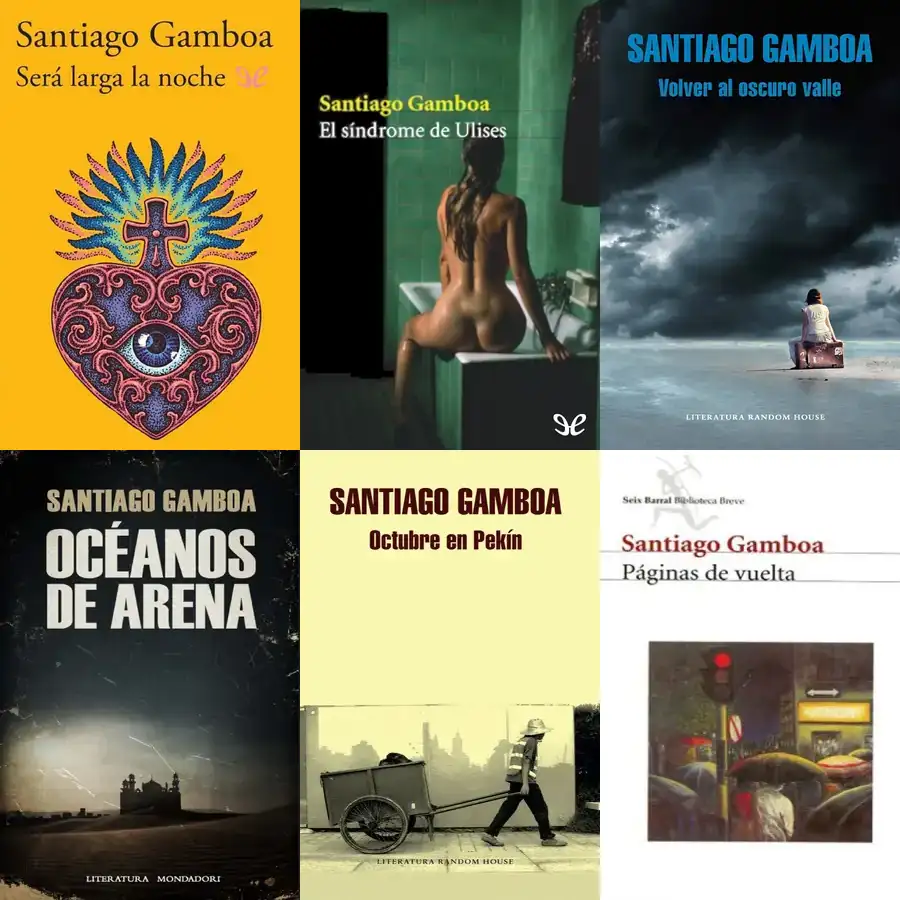 Santiago Gamboa
Será larga la noche
Santiago Gamboa
El síndrome de Ulises
SANTIAGO GAMBOA
Volver al oscuro valle
LITERATURA RANDOM HOUSE
SANTIAGO GAMBOA
OCÉANOS
DE ARENA
LITERATURA MONDADORI
SANTIAGO GAMBOA
Octubre en Pekín
LITERATURA RANDOM HOUSE
Seix Barral Biblioteca Breve
Santiago Gamboa
Páginas de vuelta